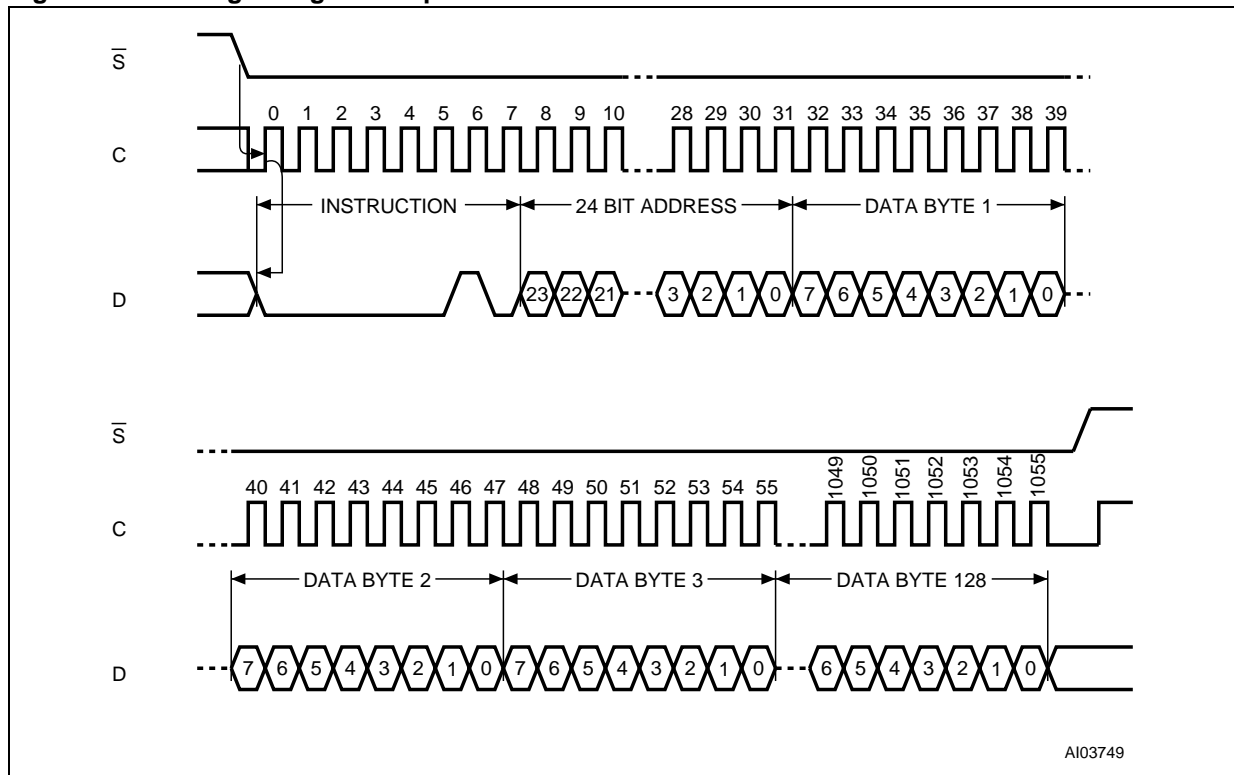 S
0 1 2 3 4 5 6 7 8 9 10 28 29 30 31 32 33 34 35 36 37 38 39
C
INSTRUCTION 24 BIT ADDRESS DATA BYTE 1
D 23 22 21 3 2 1 0 7 6 5 4 3 2 1 0
S
40 41 42 43 44 45 46 47 48 49 50 51 52 53 54 55 1049 1050 1051 1052 1053 1054 1055
C
DATA BYTE 2 DATA BYTE 3 DATA BYTE 128
D 7 6 5 4 3 2 1 0 7 6 5 4 3 2 1 0 6 5 4 3 2 1 0
AI03749